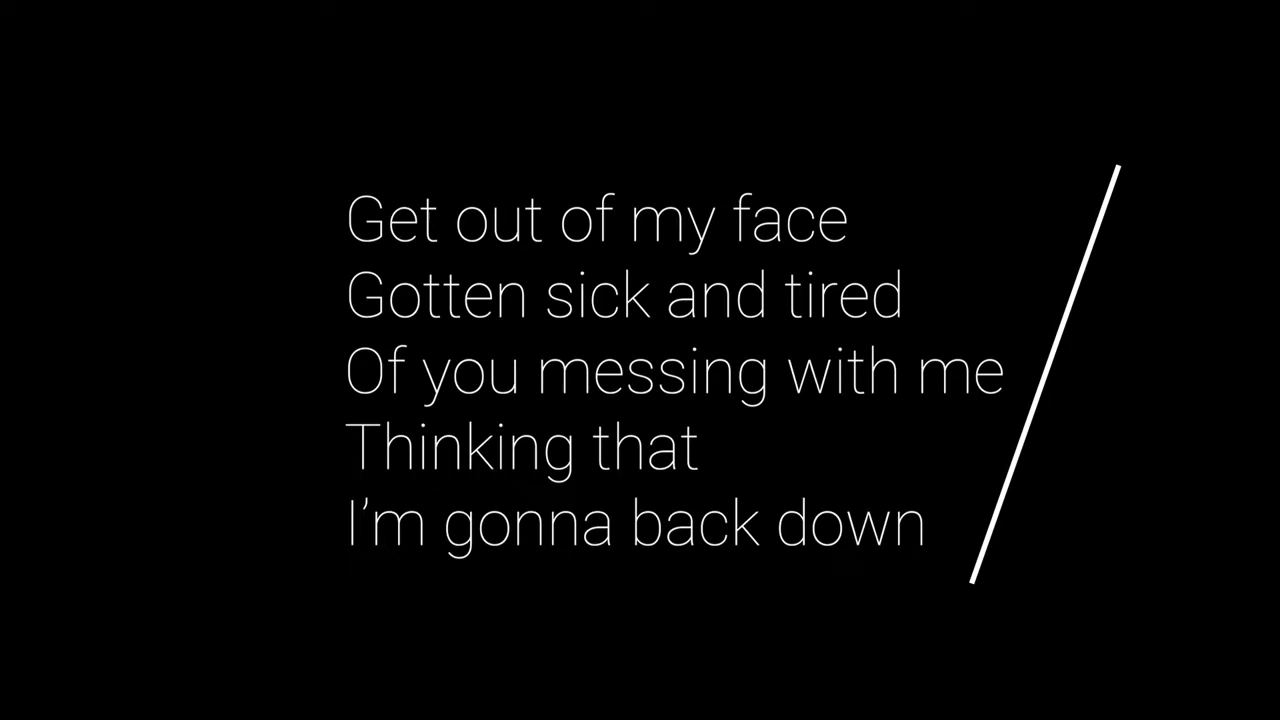 Get out of my face
Gotten sick and tired
Of you messing with me
Thinking that
I’m gonna back down